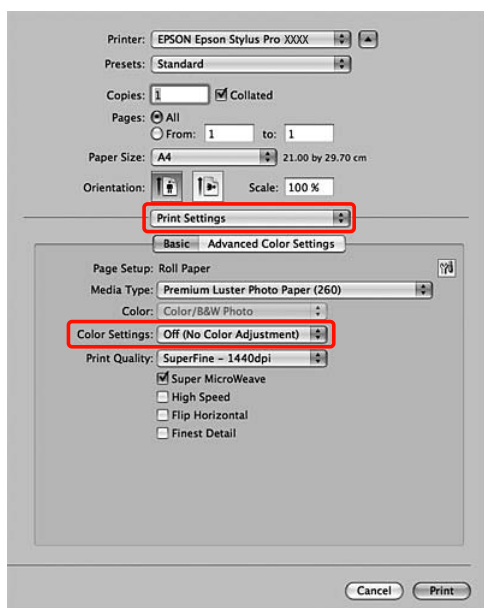 Printer: EPSON Epson Stylus Pro XXXX
Presets: Standard
Copies: 1 Collated
Pages: All
From: 1 to: 1
Paper Size: A4 21.00 by 29.70 cm
Orientation: Scale: 100 %
Print Settings
Basic Advanced Color Settings
Page Setup: Roll Paper
Media Type: Premium Luster Photo Paper (260)
Color: Color/B&W Photo
Color Settings: Off (No Color Adjustment)
Print Quality: SuperFine – 1440dpi
Super MicroWeave
High Speed
Flip Horizontal
Finest Detail
Cancel Print